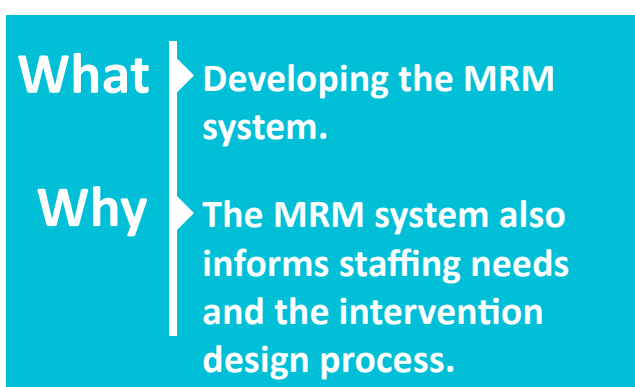 What
Developing the MRM
system.
Why
The MRM system also
informs staffing needs
and the intervention
design process.